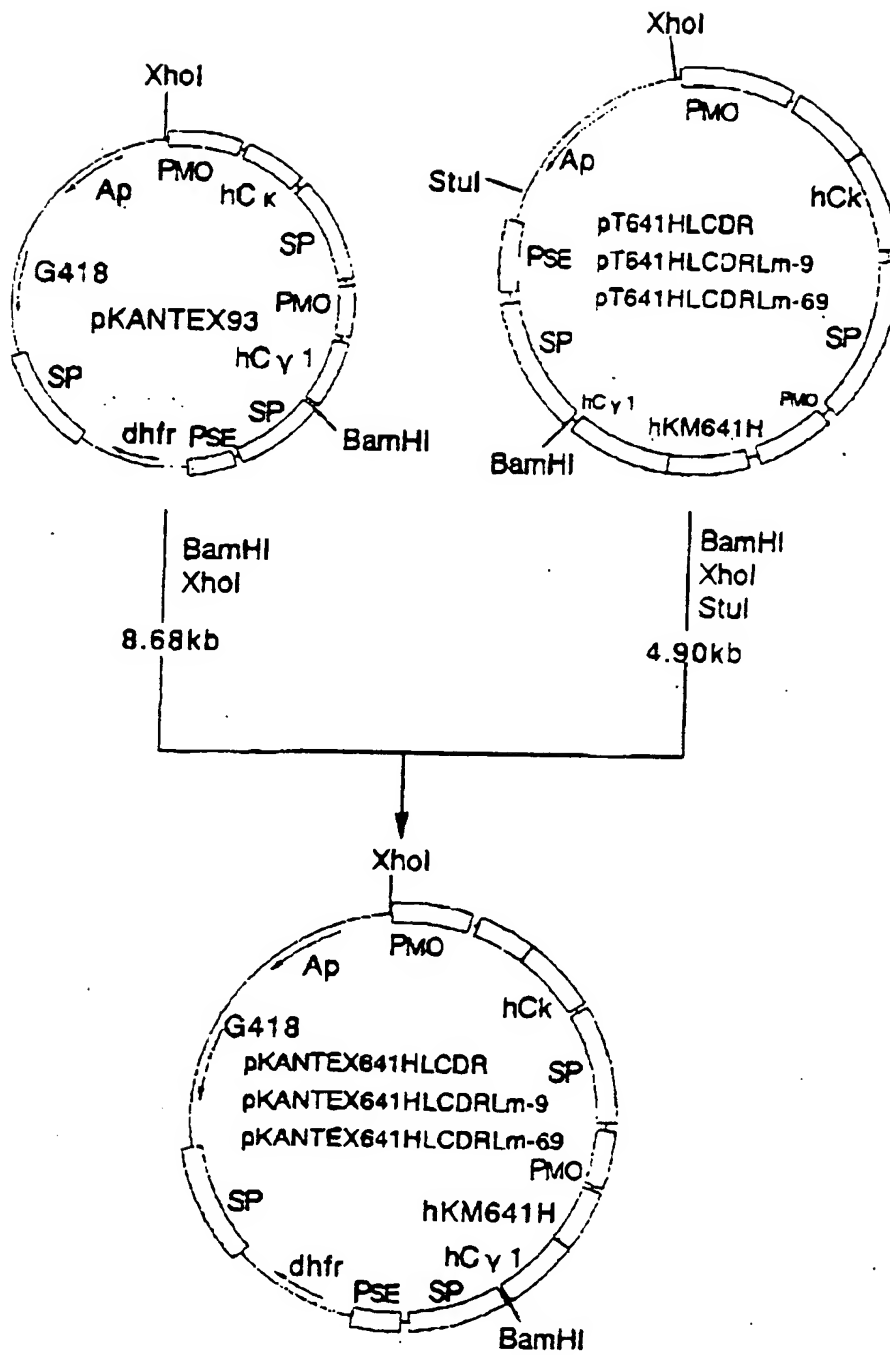 XhoI
PMO
hCκ
Ap
SP
G418
pKANTEX93
PMO
hCγ1
SP
SP
dhfr
PSE
BamHI
XhoI
PMO
Ap
StuI
hCk
pT641HLCDR
PSE
pT641HLCDRLm-9
pT641HLCDRLm-69
SP
SP
PMO
hCγ1
hKM641H
BamHI
BamHI
XhoI
8.68kb
BamHI
XhoI
StuI
4.90kb
XhoI
PMO
Ap
hCk
G418
pKANTEX641HLCDR
SP
pKANTEX641HLCDRLm-9
pKANTEX641HLCDRLm-69
PMO
SP
hKM641H
hCγ1
dhfr
PSE
SP
BamHI